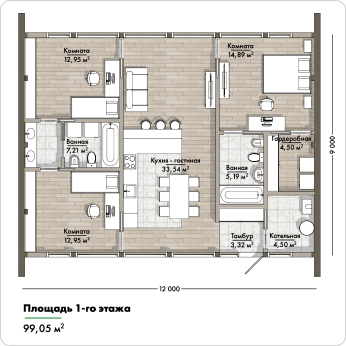 Комната
12,95 м²
Комната
14,89 м²
Ванная
7,21 м²
Кухня - гостиная
33,54 м²
Ванная
5,19 м²
Гардеробная
4,50 м²
Комната
12,95 м²
Тамбур
3,32 м²
Котельная
4,50 м²
9 000
12 000
Площадь 1-го этажа
99,05 м²